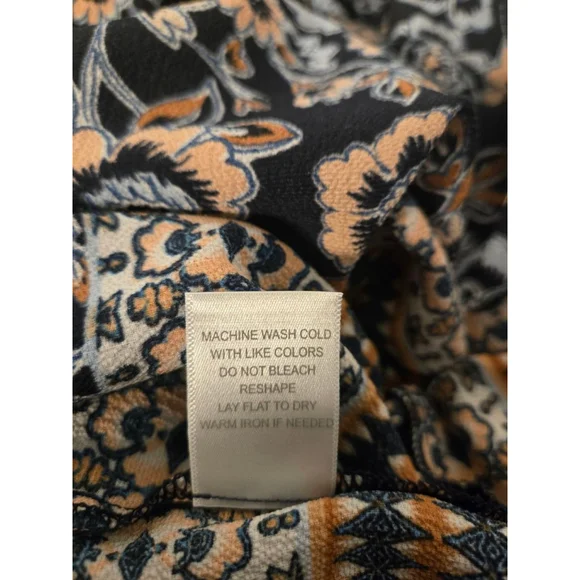 MACHINE WASH COLD
WITH LIKE COLORS
DO NOT BLEACH
RESHAPE
LAY FLAT TO DRY
WARM IRON IF NEEDED